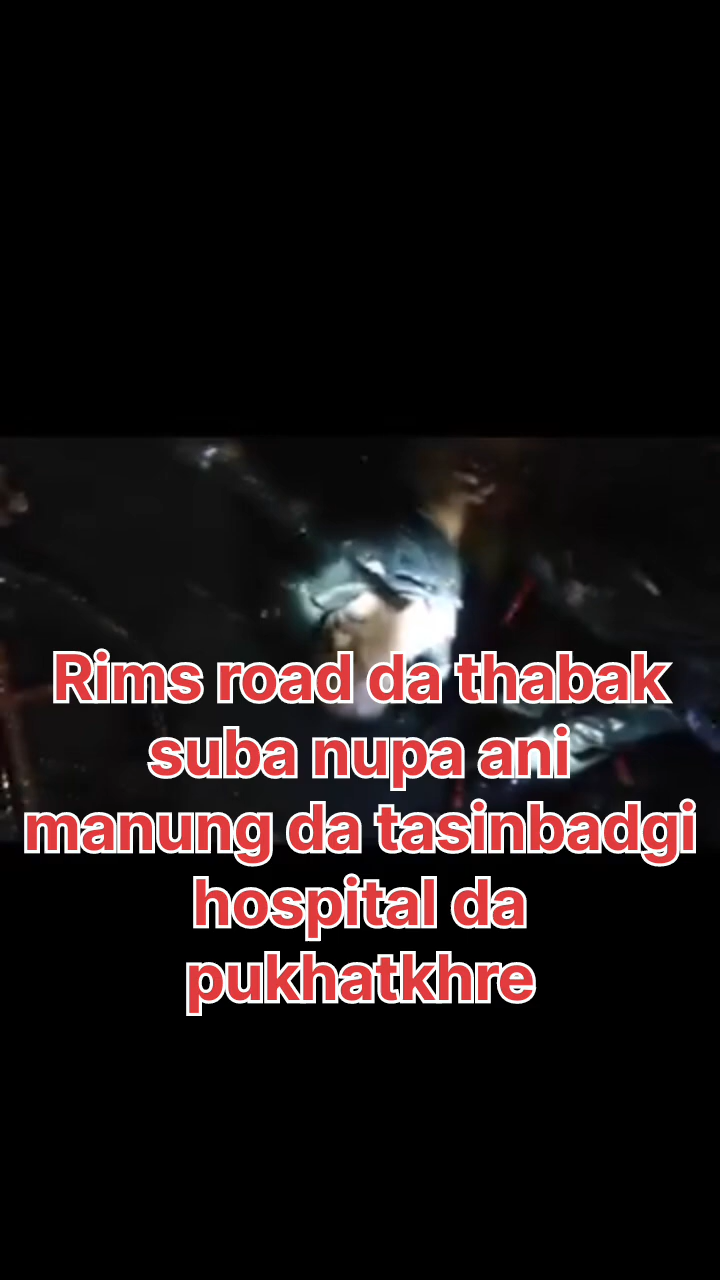 Rims road da thabak
suba nupa ani
manung da tasinbadgi
hospital da
pukhatkhre